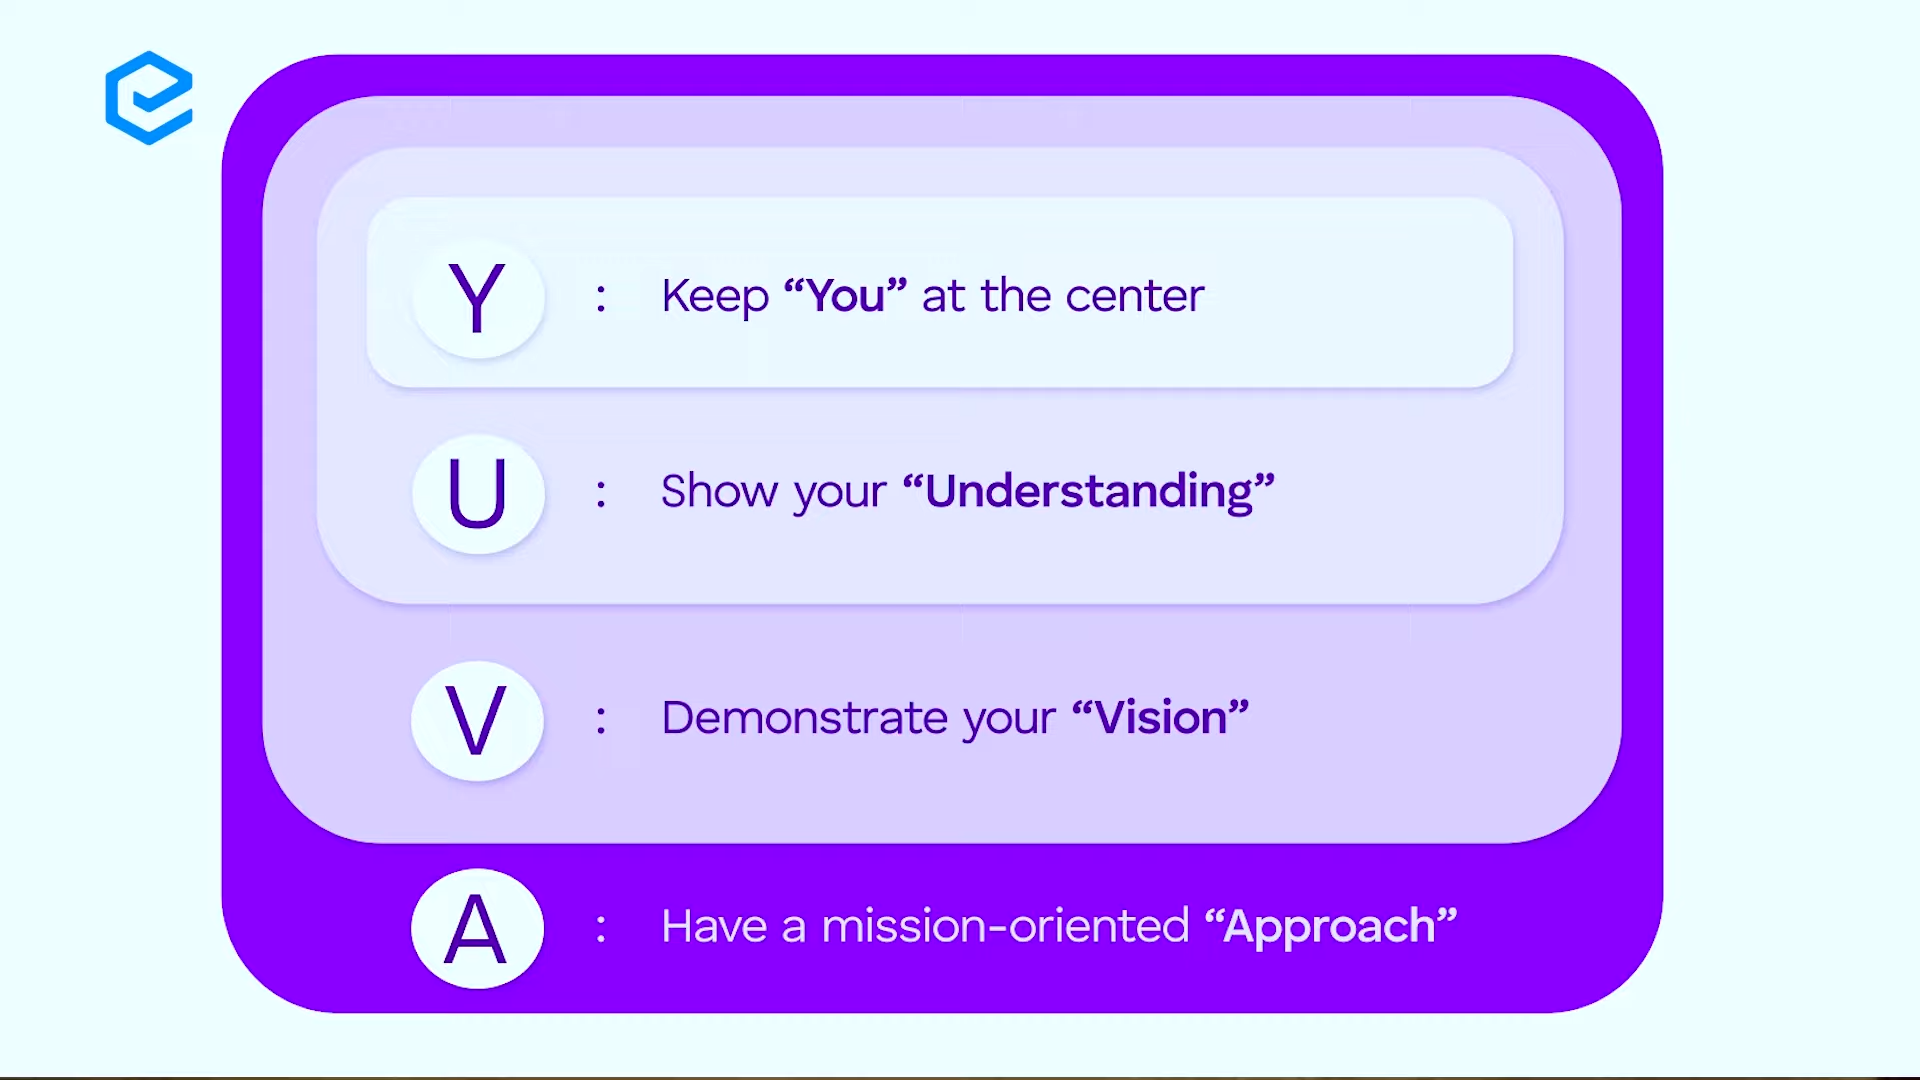 Y : Keep “You” at the center
U : Show your “Understanding”
V : Demonstrate your “Vision”
A : Have a mission-oriented “Approach”